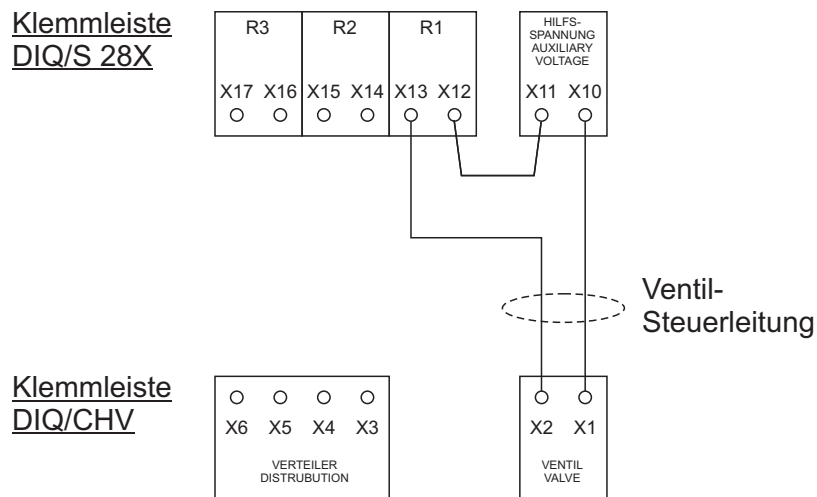 Klemmleiste
DIQ/S 28X
R3 R2 R1
HILFS-
SPANNUNG
AUXILIARY
VOLTAGE
X17 X16 X15 X14 X13 X12 X11 X10
Ventil-
Steuerleitung
Klemmleiste
DIQ/CHV
X6 X5 X4 X3 X2 X1
VERTEILER
DISTRUBUTION
VENTIL
VALVE